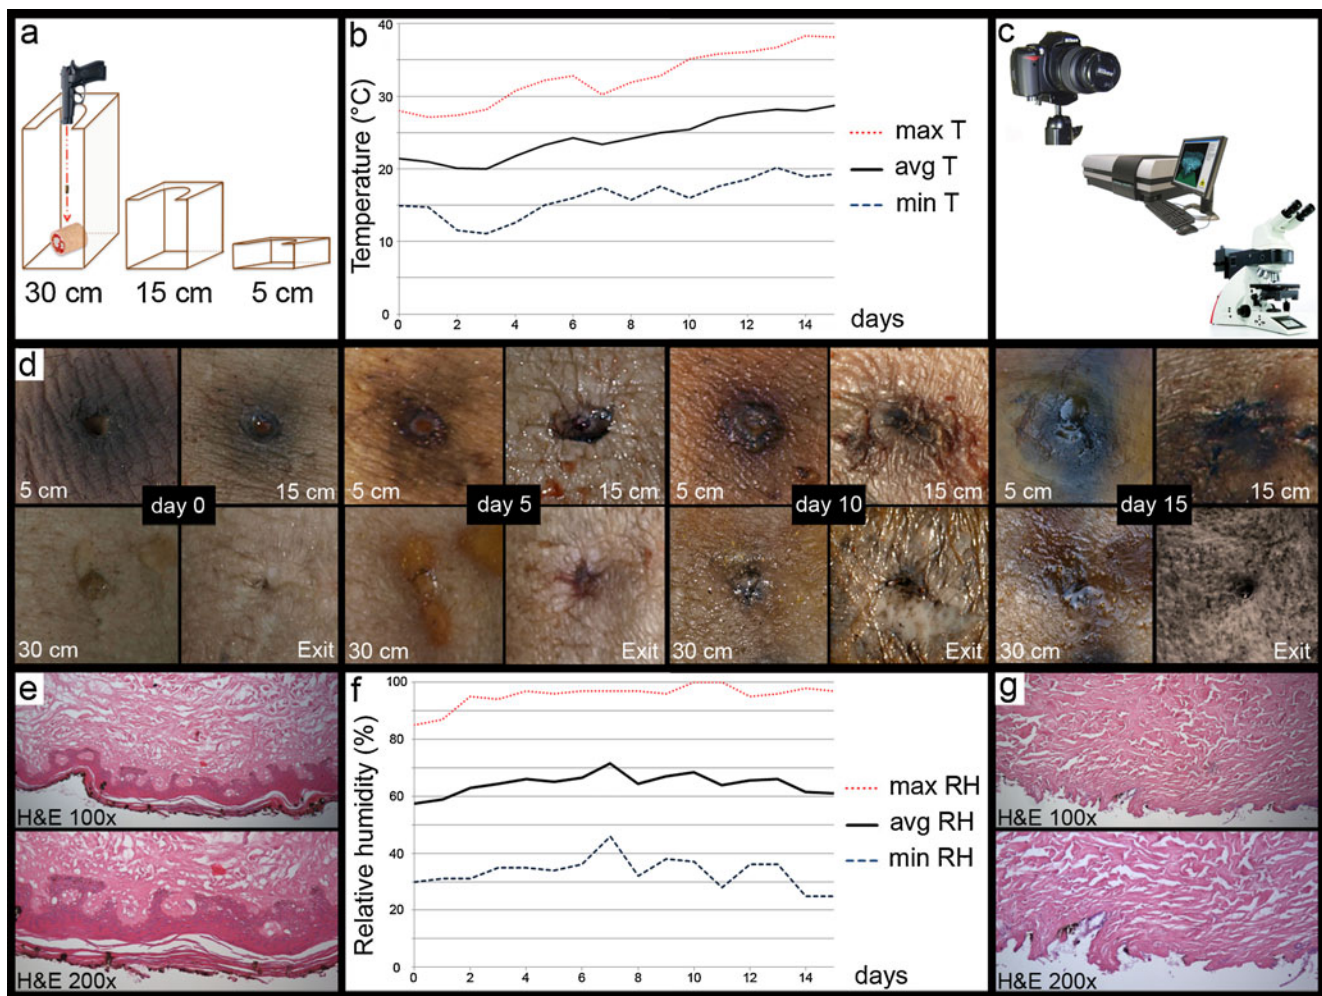 a
30 cm 15 cm 5 cm
b
Temperature (°C)
40
30
20
10
0
0 2 4 6 8 10 12 14 days
max T
avg T
min T
c
d
5 cm 15 cm 5 cm 15 cm 5 cm 15 cm 5 cm 15 cm
day 0 day 5 day 10 day 15
30 cm Exit 30 cm Exit 30 cm Exit 30 cm Exit
e
H&E 100x
H&E 200x
f
Relative humidity (%)
100
80
60
40
20
0
0 2 4 6 8 10 12 14 days
max RH
avg RH
min RH
g
H&E 100x
H&E 200x